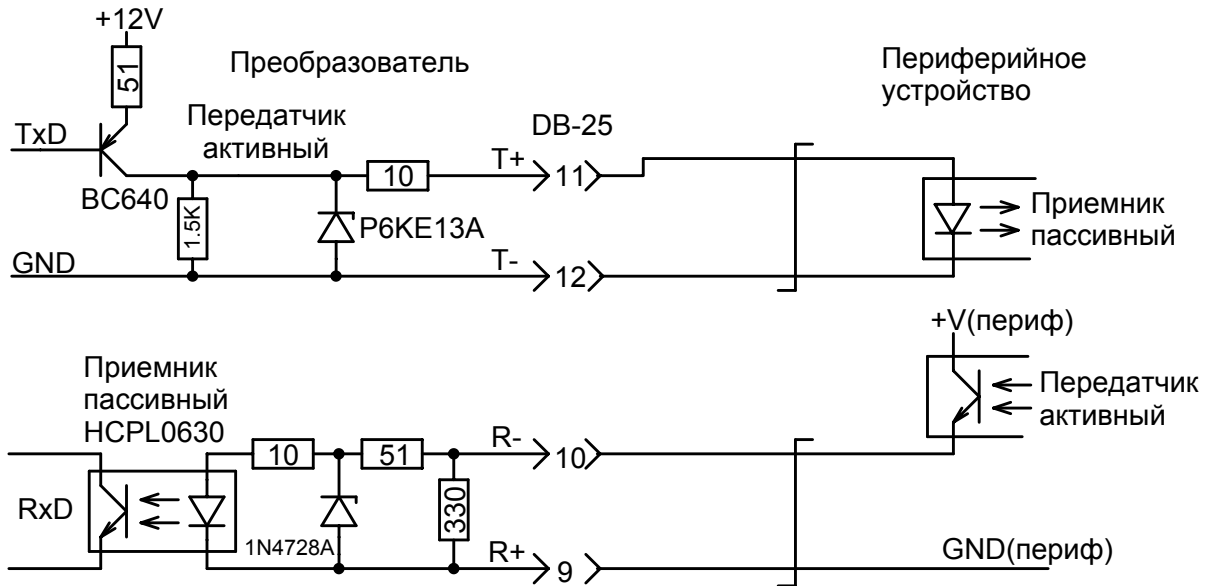 +12V
51
Преобразователь
Периферийное
устройство
TxD
Передатчик
активный
DB-25
BC640
1.5K
10
T+
11
P6KE13A
Приемник
пассивный
GND
T-
12
+V(периф)
Приемник
пассивный
HCPL0630
Передатчик
активный
10
51
R-
10
RxD
330
1N4728A
R+
9
GND(периф)